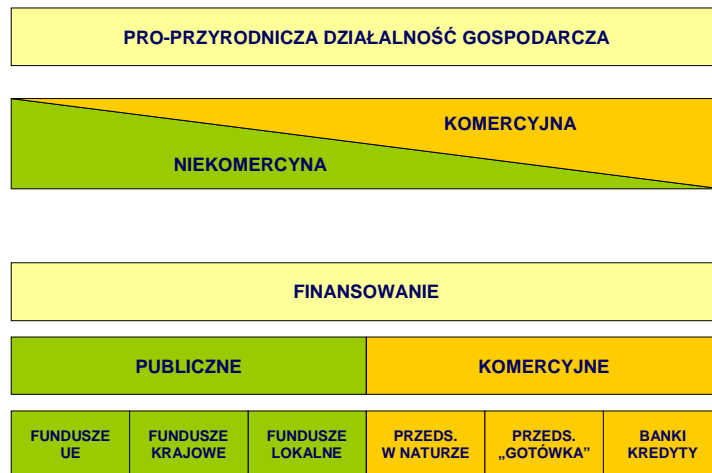 PRO-PRZYRODNICZA DZIAŁALNOŚĆ GOSPODARCZA
KOMERCYJNA
NIEKOMERCYNA
FINANSOWANIE
PUBLICZNE
KOMERCYJNE
FUNDUSZE
UE
FUNDUSZE
KRAJOWE
FUNDUSZE
LOKALNE
PRZEDS.
W NATURZE
PRZEDS.
„GOTÓWKA”
BANKI
KREDYTY